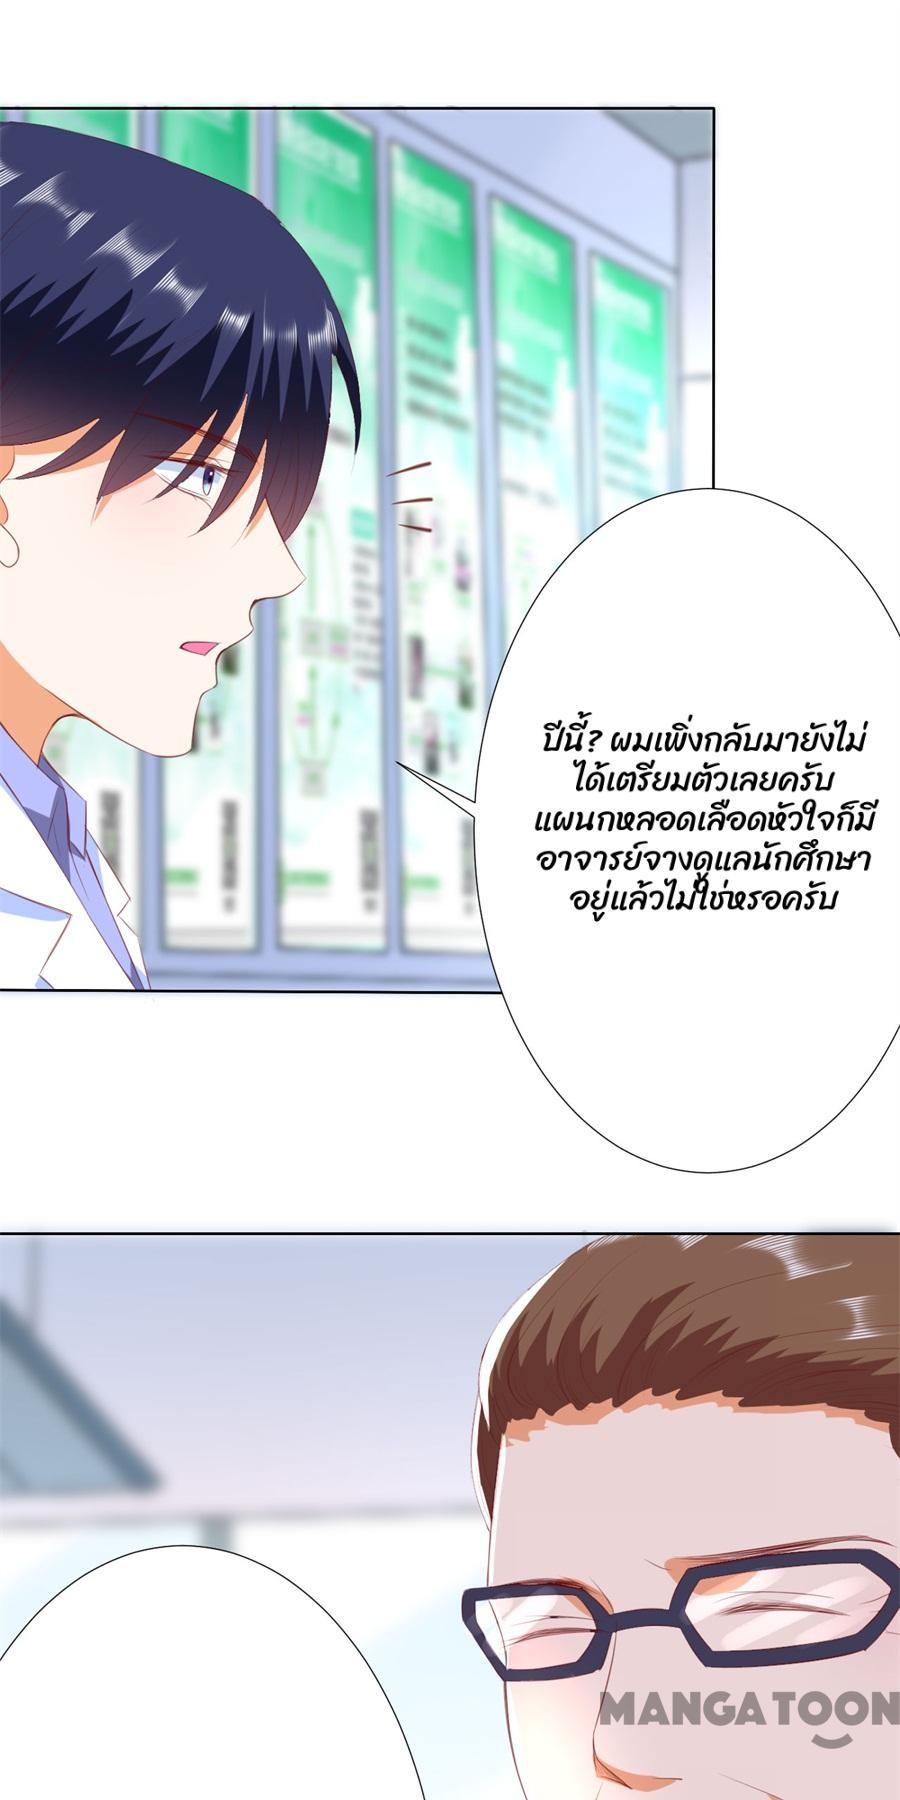 ปีนี้? ผมเพิ่งกลับมายังไม่
ได้เตรียมตัวเลยครับ
แผนกหลอดเลือดหัวใจก็มี
อาจารย์จางดูแลนักศึกษา
อยู่แล้วไม่ใช่หรอครับ
MANGATOON